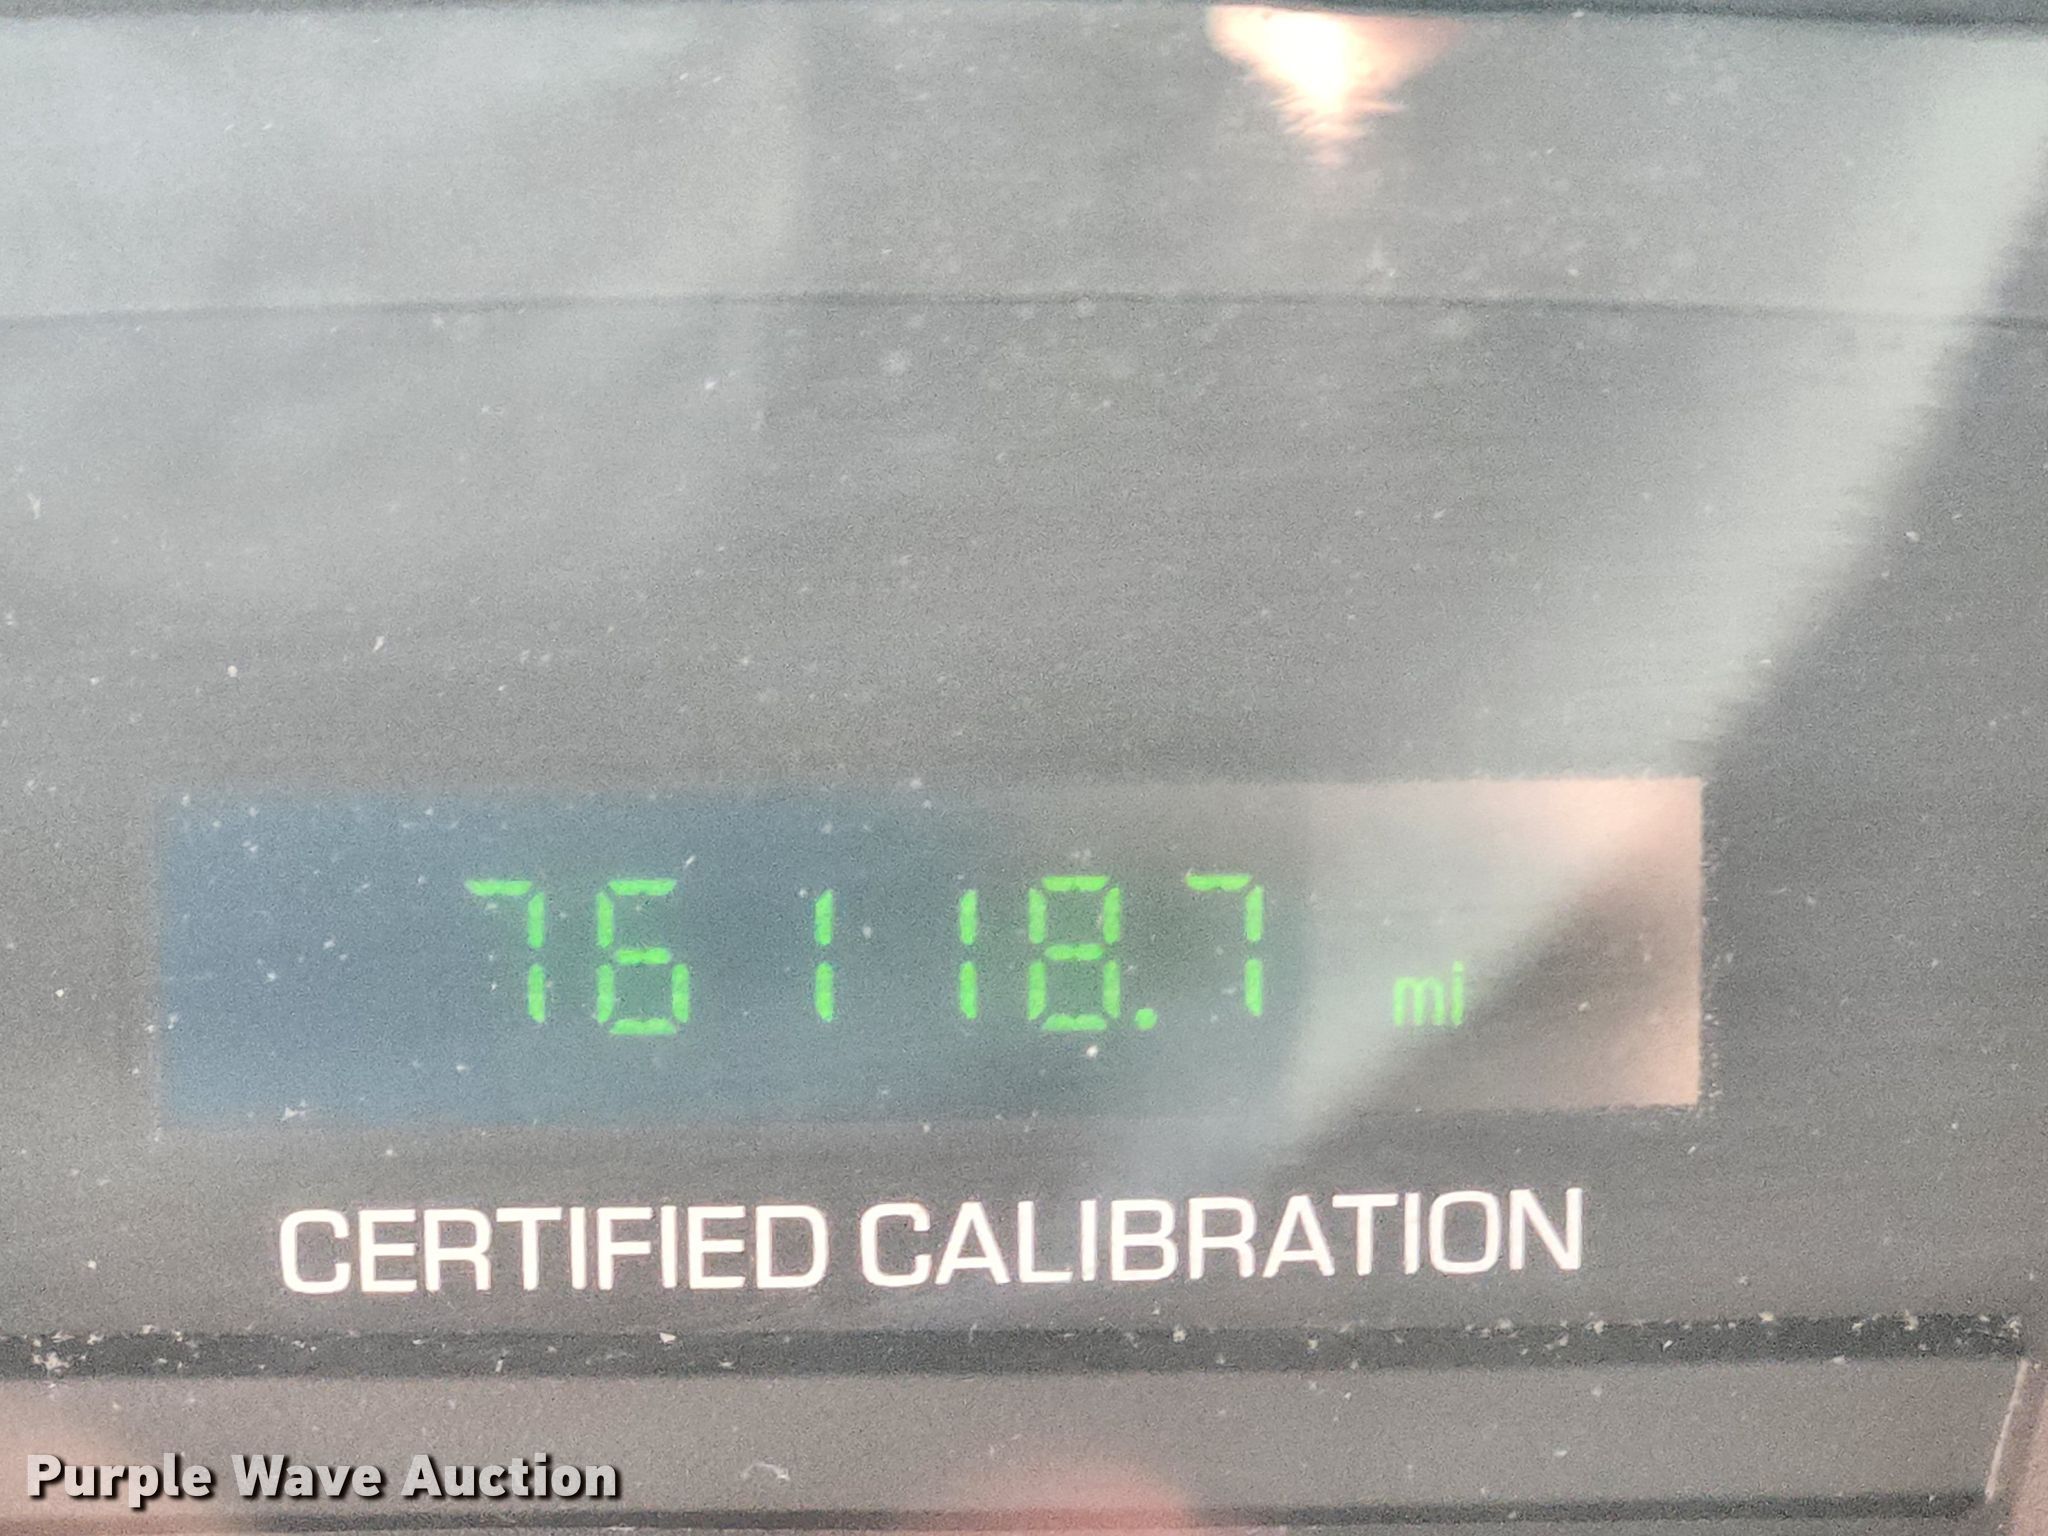 76118.7 mi
CERTIFIED CALIBRATION
Purple Wave Auction